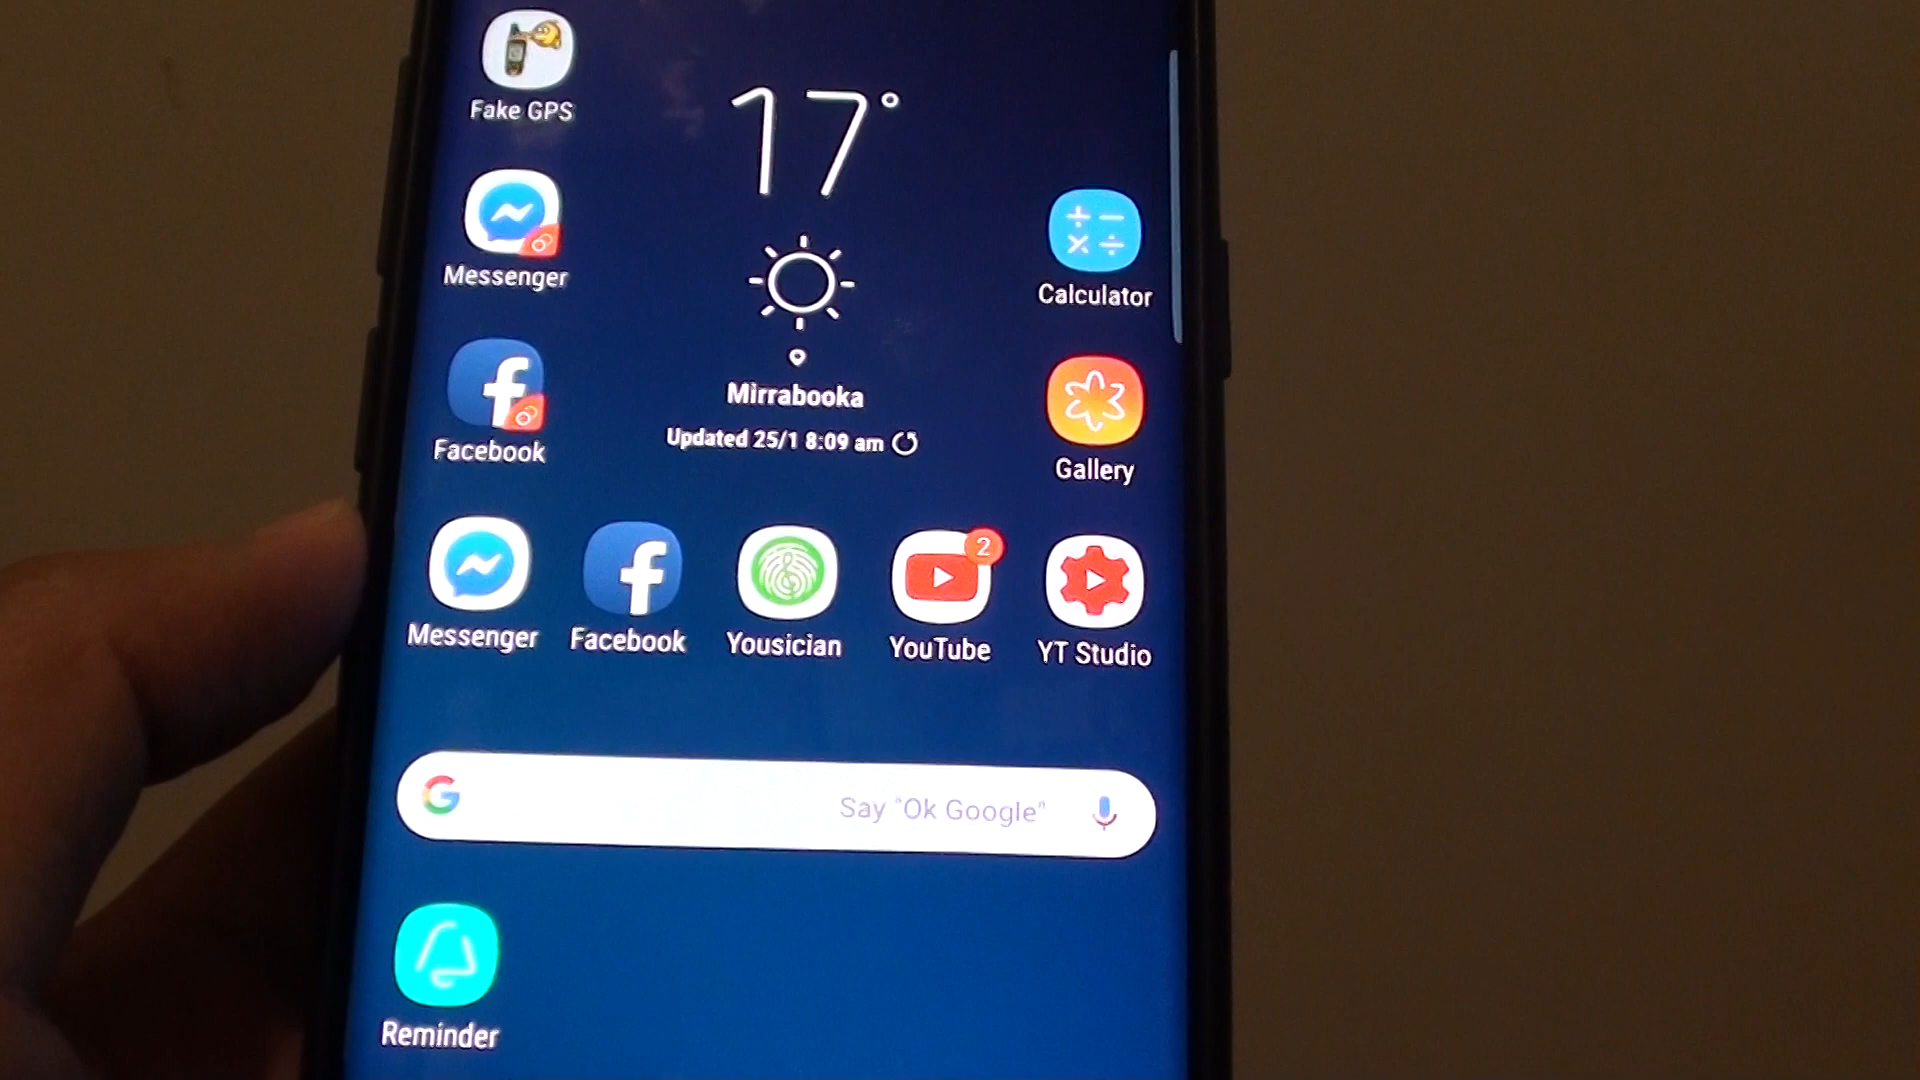 Fake GPS
17°
Messenger
Calculator
Mirrabooka
Facebook
Updated 25/1 8:09 am
Gallery
2
Messenger
Facebook
Yousician
YouTube
YT Studio
G
Say "Ok Google"
Reminder